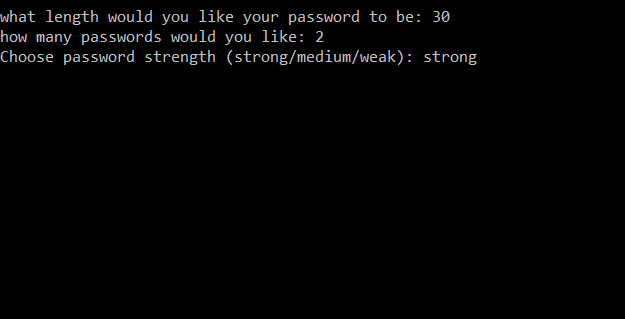 what length would you like your password to be: 30
how many passwords would you like: 2
Choose password strength (strong/medium/weak): strong